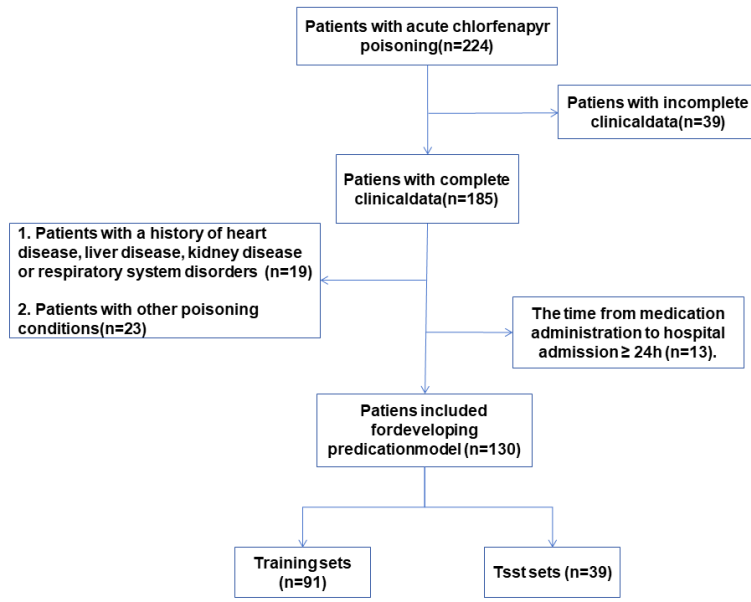 Patients with acute chlorfenapyr
poisoning(n=224)
Patiens with incomplete
clinicaldata(n=39)
Patiens with complete
clinicaldata(n=185)
1. Patients with a history of heart
disease, liver disease, kidney disease
or respiratory system disorders (n=19)
2. Patients with other poisoning
conditions(n=23)
The time from medication
administration to hospital
admission ≥ 24h (n=13).
Patiens included
fordeveloping
predicationmodel (n=130)
Training sets
(n=91)
Tsst sets (n=39)